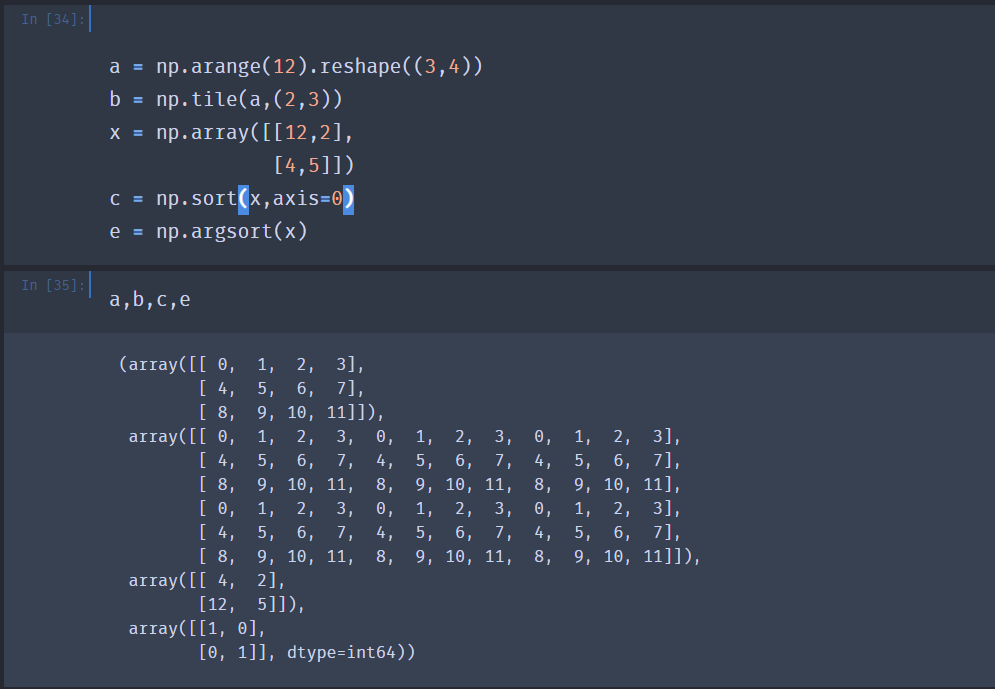 In [34]:
a = np.arange(12).reshape((3,4))
b = np.tile(a,(2,3))
x = np.array([[12,2],
              [4,5]])
c = np.sort(x,axis=0)
e = np.argsort(x)
In [35]:
a,b,c,e
(array([[ 0,  1,  2,  3],
        [ 4,  5,  6,  7],
        [ 8,  9, 10, 11]]),
 array([[ 0,  1,  2,  3,  0,  1,  2,  3,  0,  1,  2,  3],
        [ 4,  5,  6,  7,  4,  5,  6,  7,  4,  5,  6,  7],
        [ 8,  9, 10, 11,  8,  9, 10, 11,  8,  9, 10, 11],
        [ 0,  1,  2,  3,  0,  1,  2,  3,  0,  1,  2,  3],
        [ 4,  5,  6,  7,  4,  5,  6,  7,  4,  5,  6,  7],
        [ 8,  9, 10, 11,  8,  9, 10, 11,  8,  9, 10, 11]]),
 array([[ 4,  2],
        [12,  5]]),
 array([[1, 0],
        [0, 1]], dtype=int64))